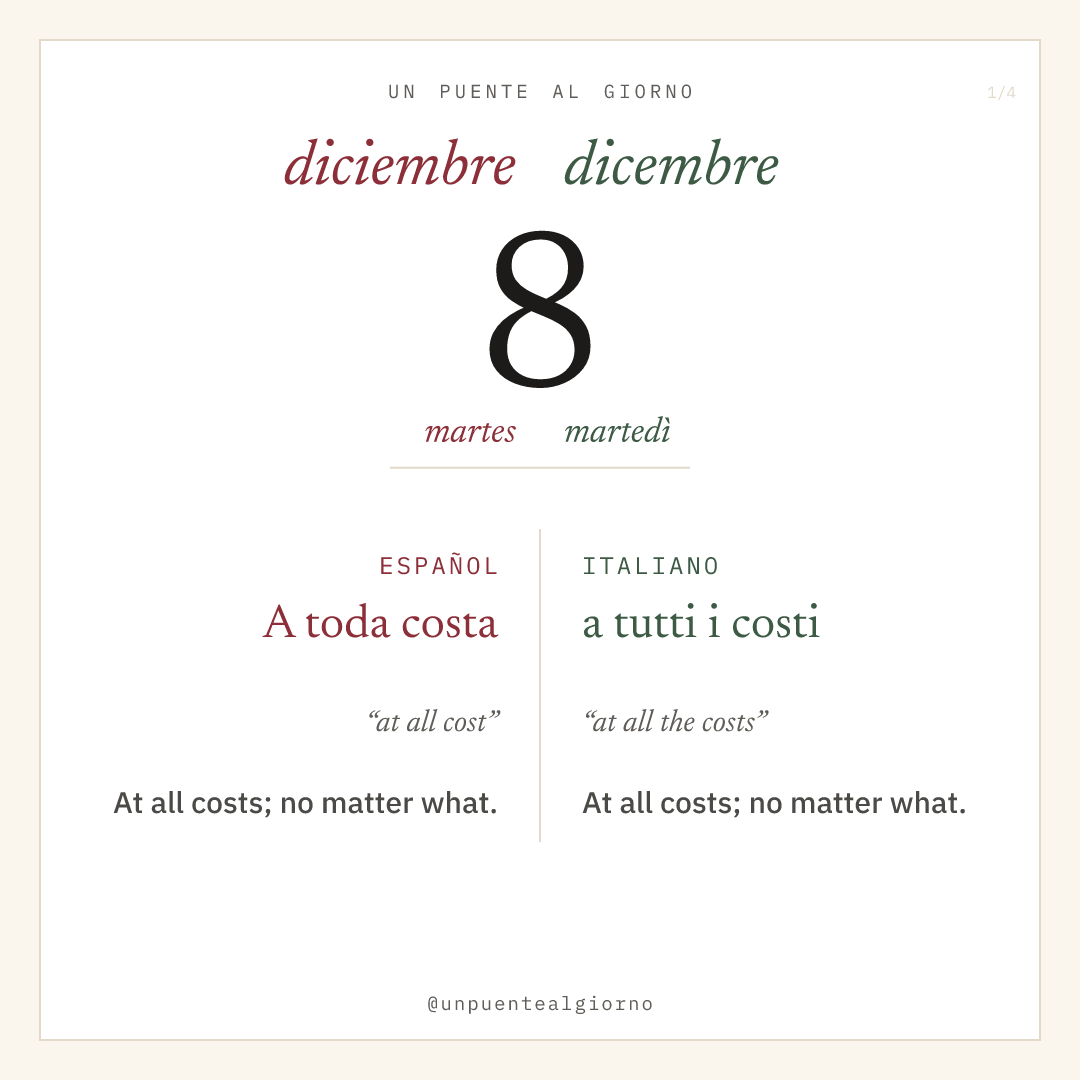 UN PUENTE AL GIORNO
1/4
diciembre dicembre
8
martes martedì
ESPAÑOL
A toda costa
“at all cost”
At all costs; no matter what.
ITALIANO
a tutti i costi
“at all the costs”
At all costs; no matter what.
@unpuentealgiorno